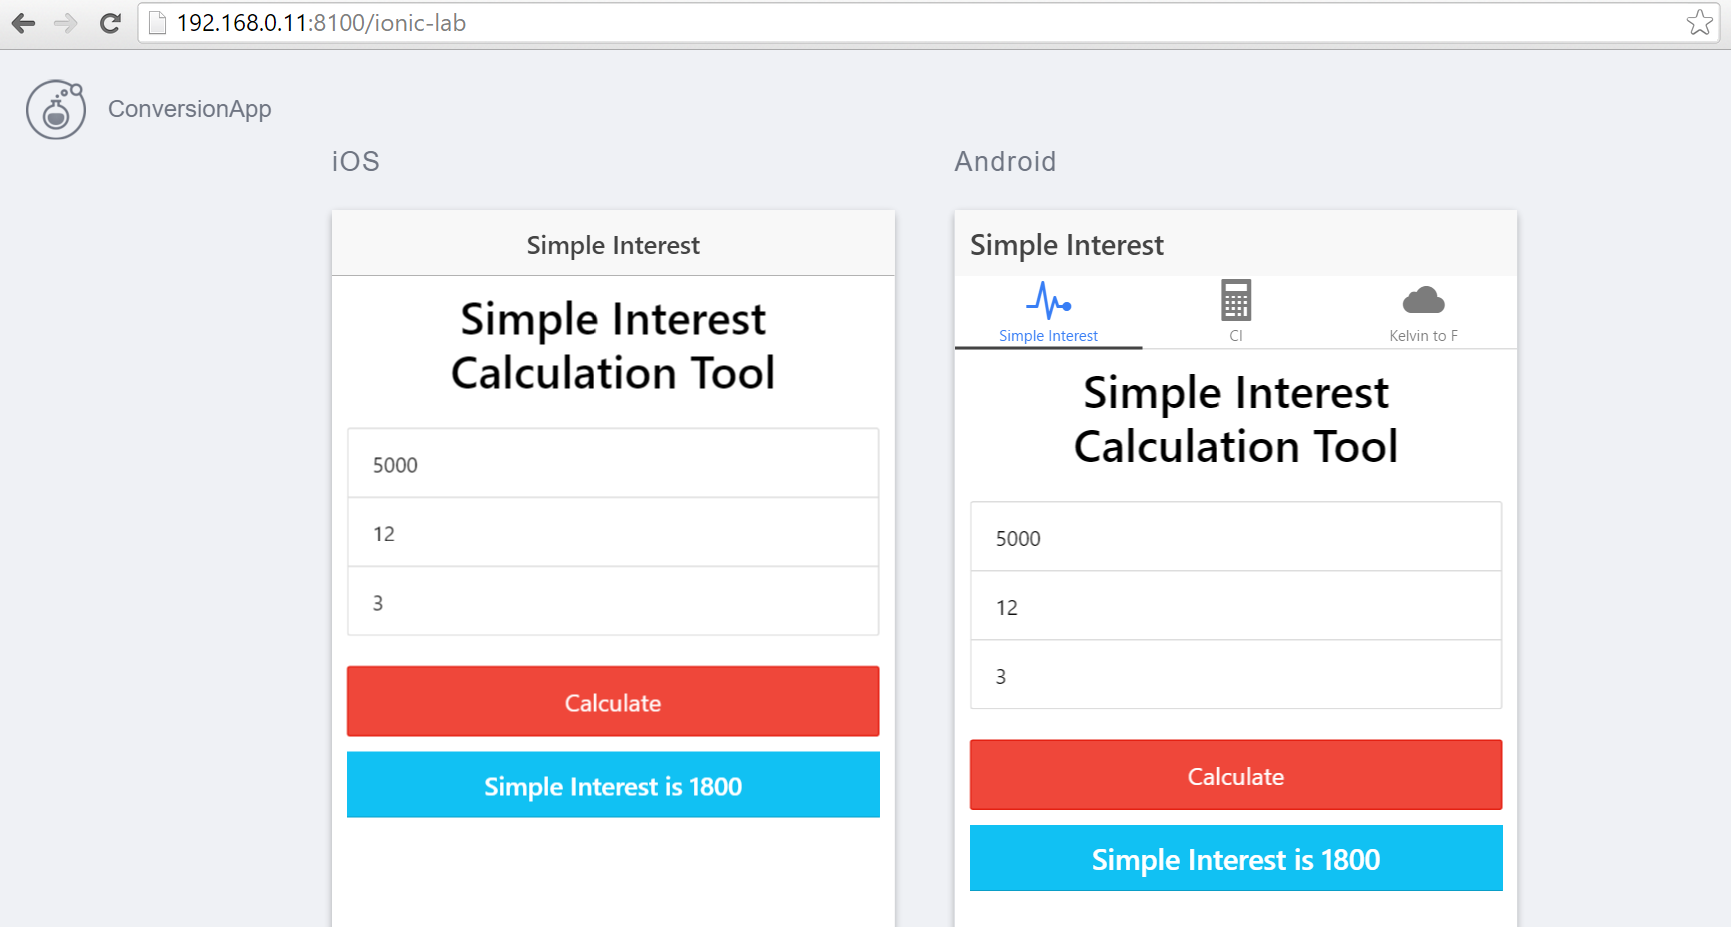 192.168.0.11:8100/ionic-lab
ConversionApp
iOS
Simple Interest
Simple Interest
Calculation Tool
5000
12
3
Calculate
Simple Interest is 1800
Android
Simple Interest
Simple Interest CI Kelvin to F
Simple Interest
Calculation Tool
5000
12
3
Calculate
Simple Interest is 1800